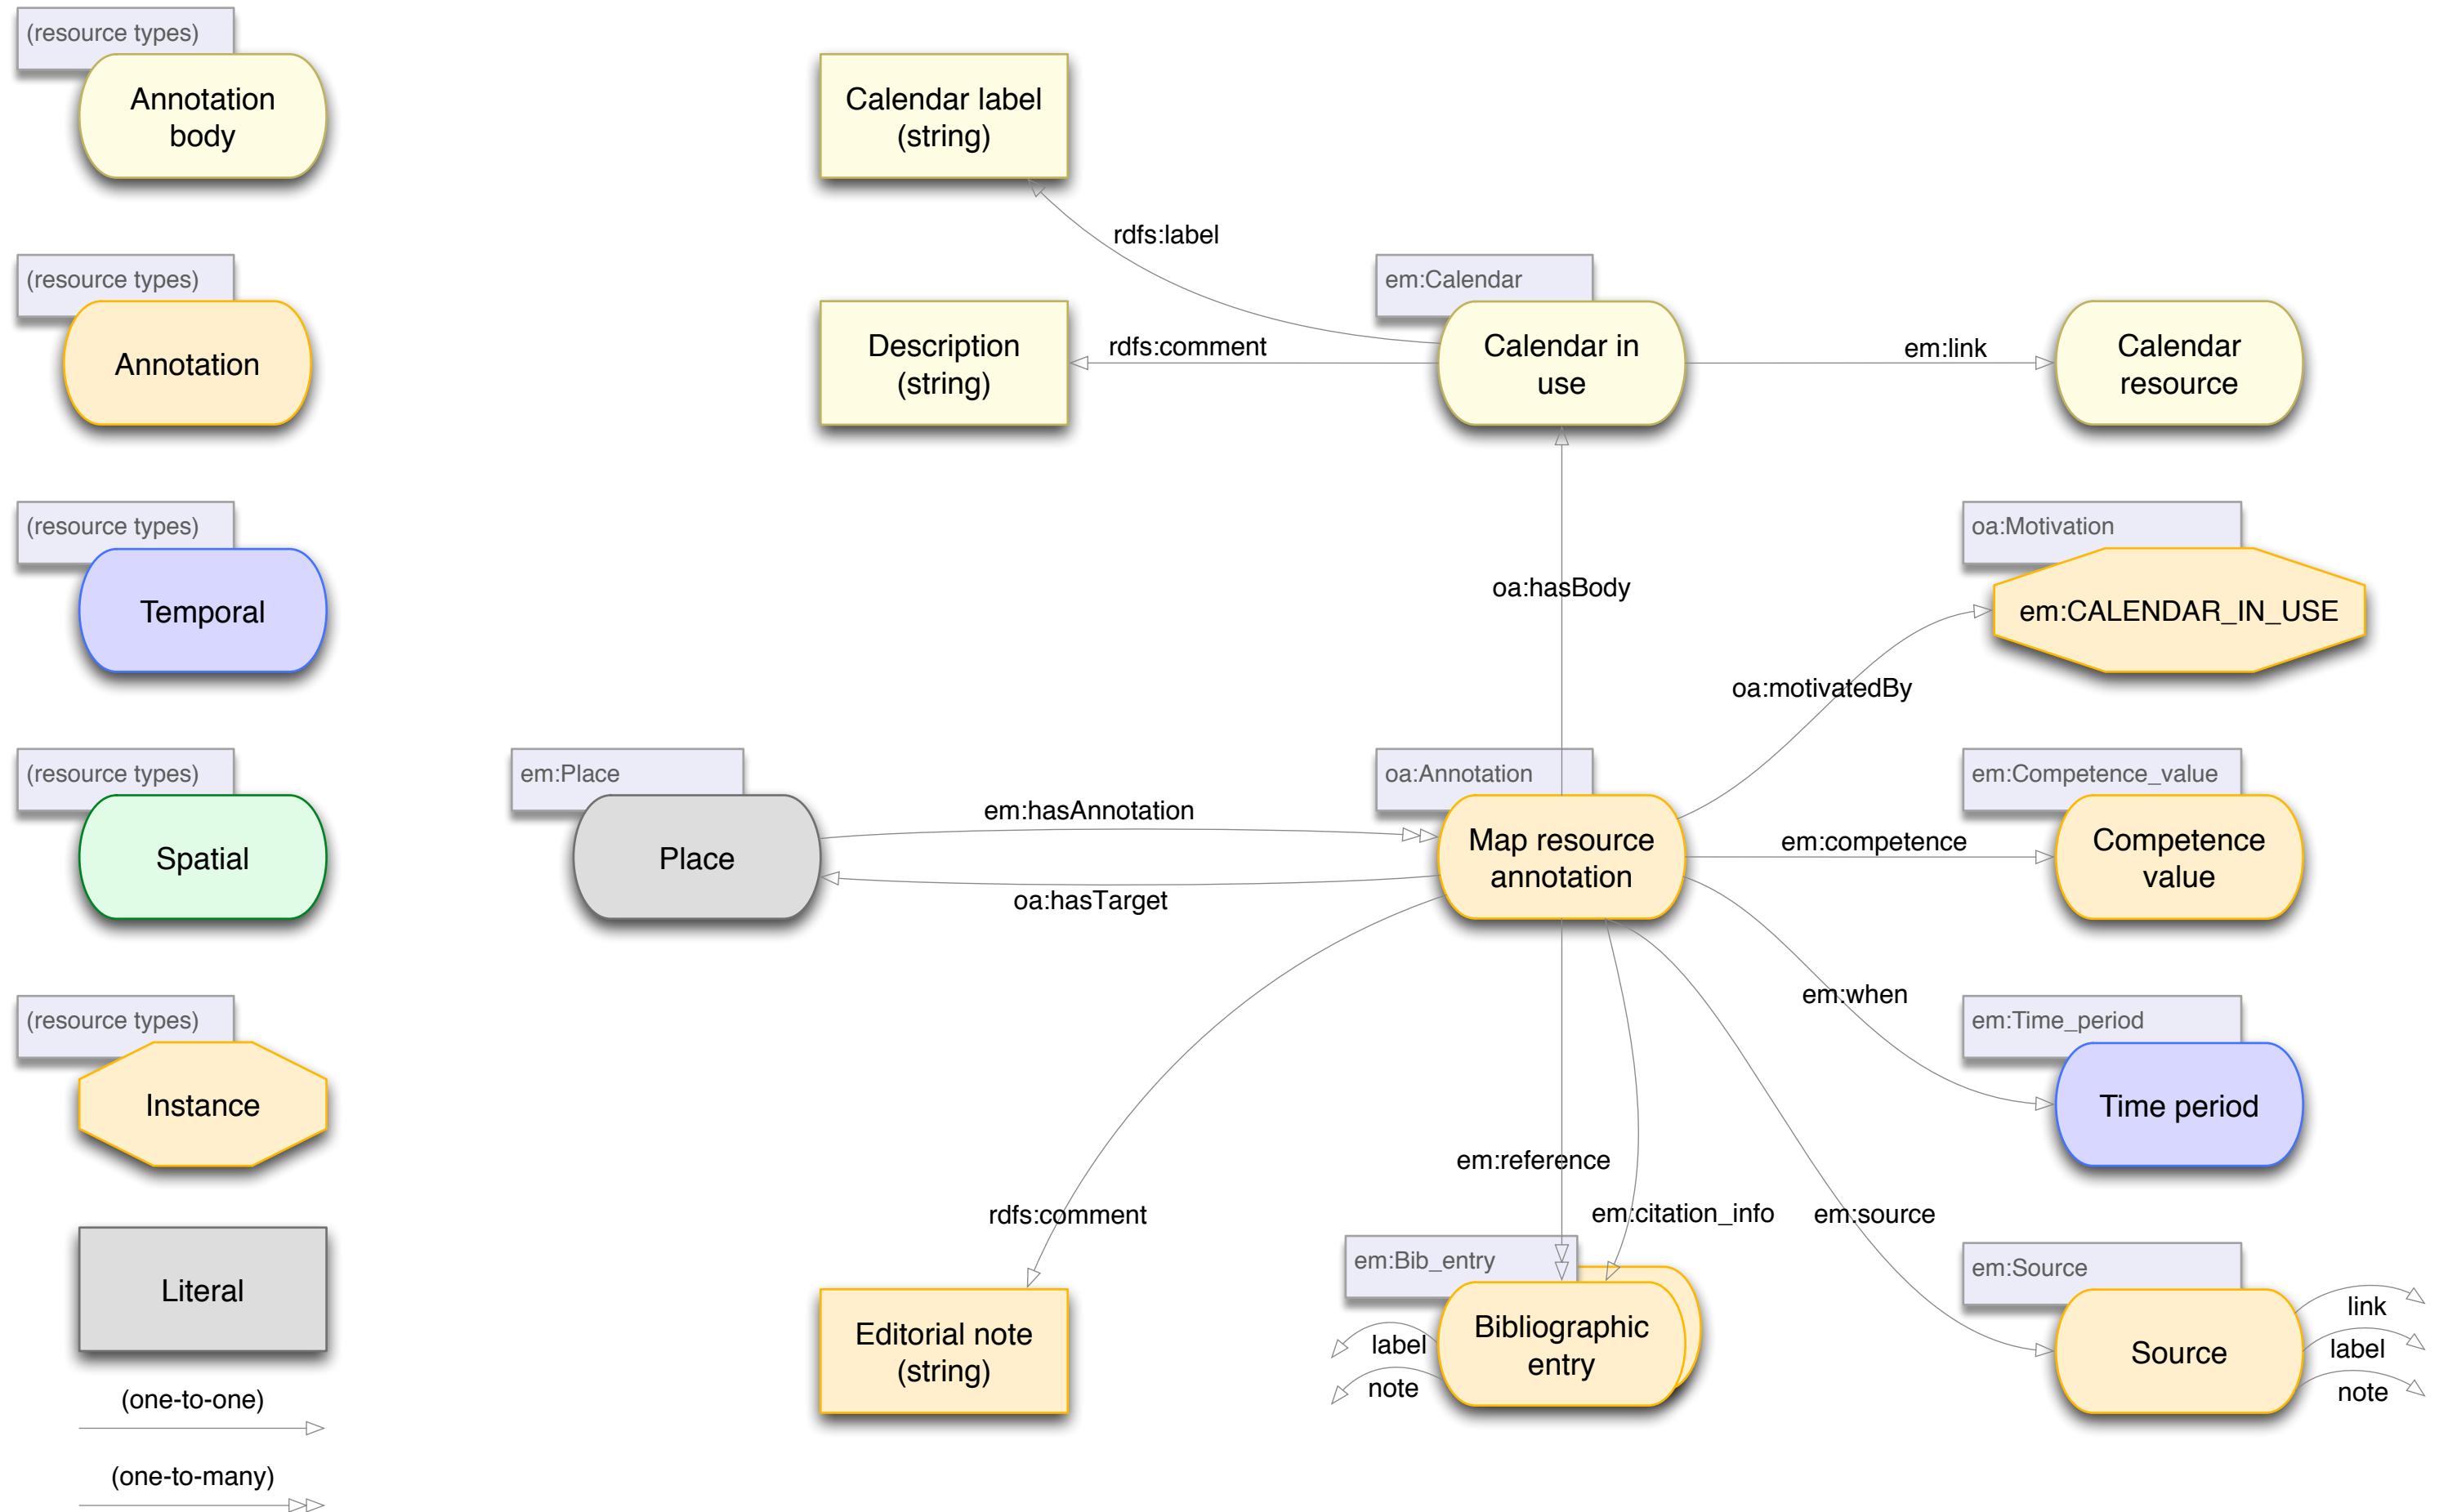 (resource types)
Annotation
body
(resource types)
Annotation
(resource types)
Temporal
(resource types)
Spatial
(resource types)
Instance
Literal
(one-to-one)
(one-to-many)
Calendar label
(string)
rdfs:label
Description
(string)
rdfs:comment
em:Calendar
Calendar in
use
em:link
Calendar
resource
oa:hasBody
oa:Motivation
em:CALENDAR_IN_USE
oa:motivatedBy
em:Place
Place
em:hasAnnotation
oa:hasTarget
oa:Annotation
Map resource
annotation
em:competence
em:Competence_value
Competence
value
em:when
em:Time_period
Time period
em:reference
rdfs:comment
em:citation_info
em:source
Editorial note
(string)
em:Bib_entry
Bibliographic
entry
label
note
em:Source
Source
link
label
note